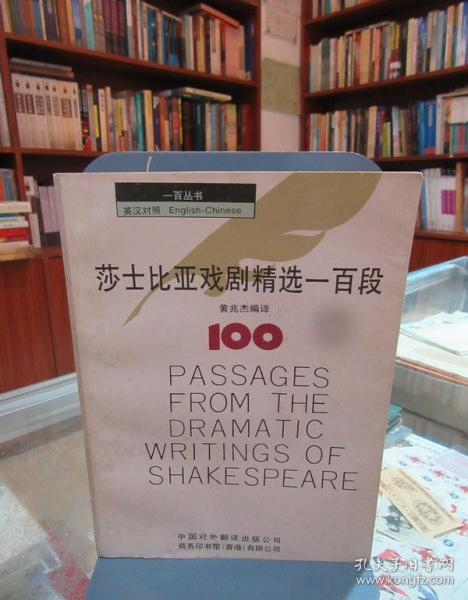 一百丛书
英汉对照 English-Chinese
莎士比亚戏剧精选一百段
黄兆杰编译
100
PASSAGES
FROM THE
DRAMATIC
WRITINGS OF
SHAKESPEARE
中国对外翻译出版公司
商务印书馆(香港)有限公司
孔夫子旧书网
www.kongfz.com